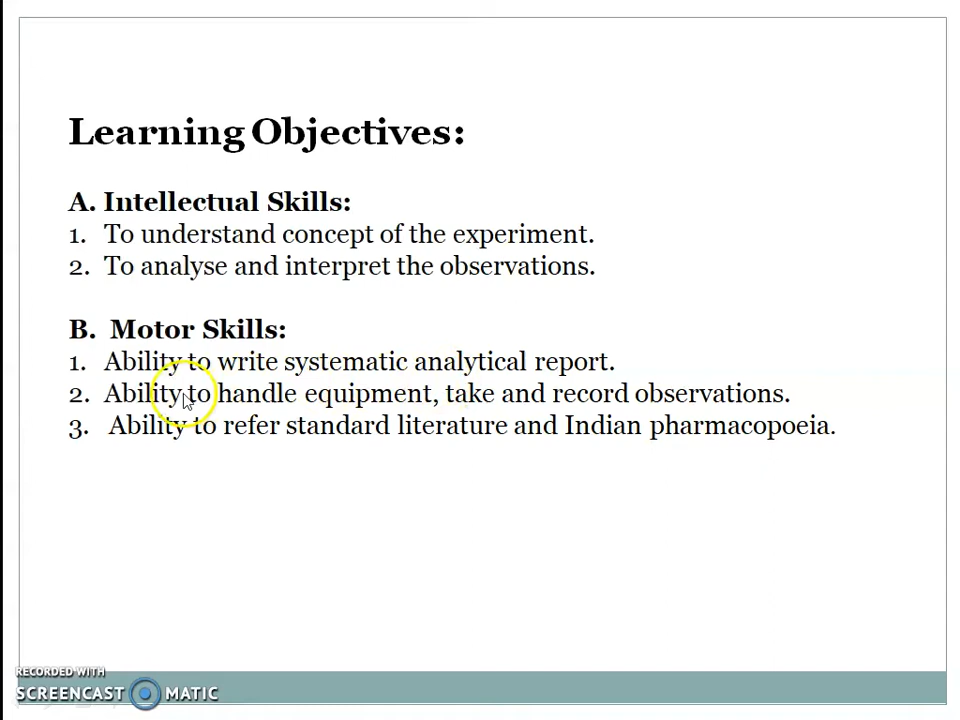 Learning Objectives:
A. Intellectual Skills:
1. To understand concept of the experiment.
2. To analyse and interpret the observations.
B. Motor Skills:
1. Ability to write systematic analytical report.
2. Ability to handle equipment, take and record observations.
3. Ability to refer standard literature and Indian pharmacopoeia.
RECORDED WITH
SCREENCAST MATIC